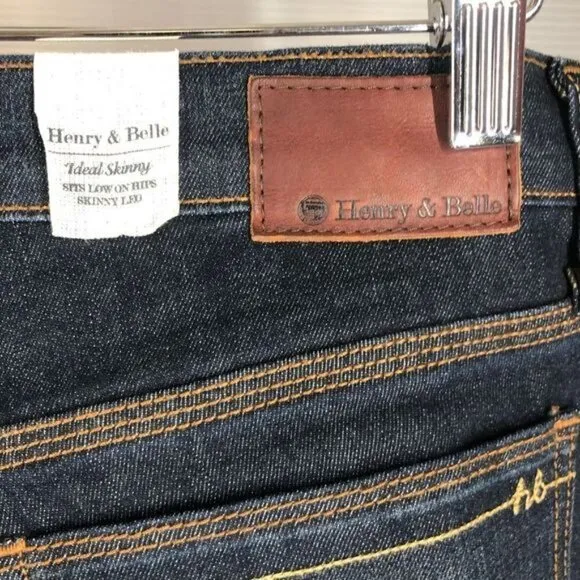 Henry & Belle
Ideal Skinny
SITS LOW ON HIPS
SKINNY LEG
Henry & Belle
hb